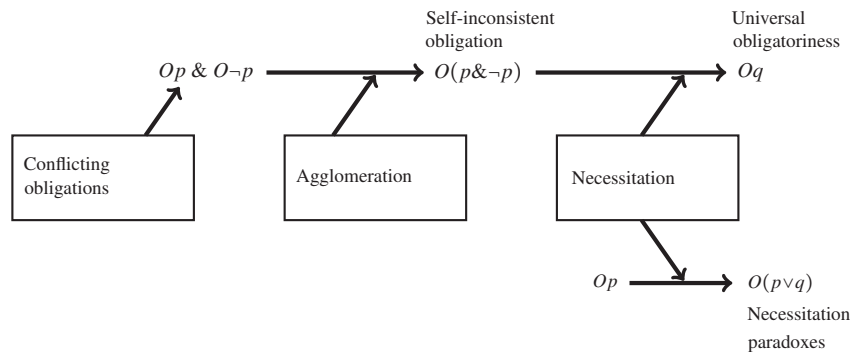 Self-inconsistent
obligation
Universal
obligatoriness
Op & O¬p
O(p&¬p)
Oq
Conflicting
obligations
Agglomeration
Necessitation
Op
O(p∨q)
Necessitation
paradoxes